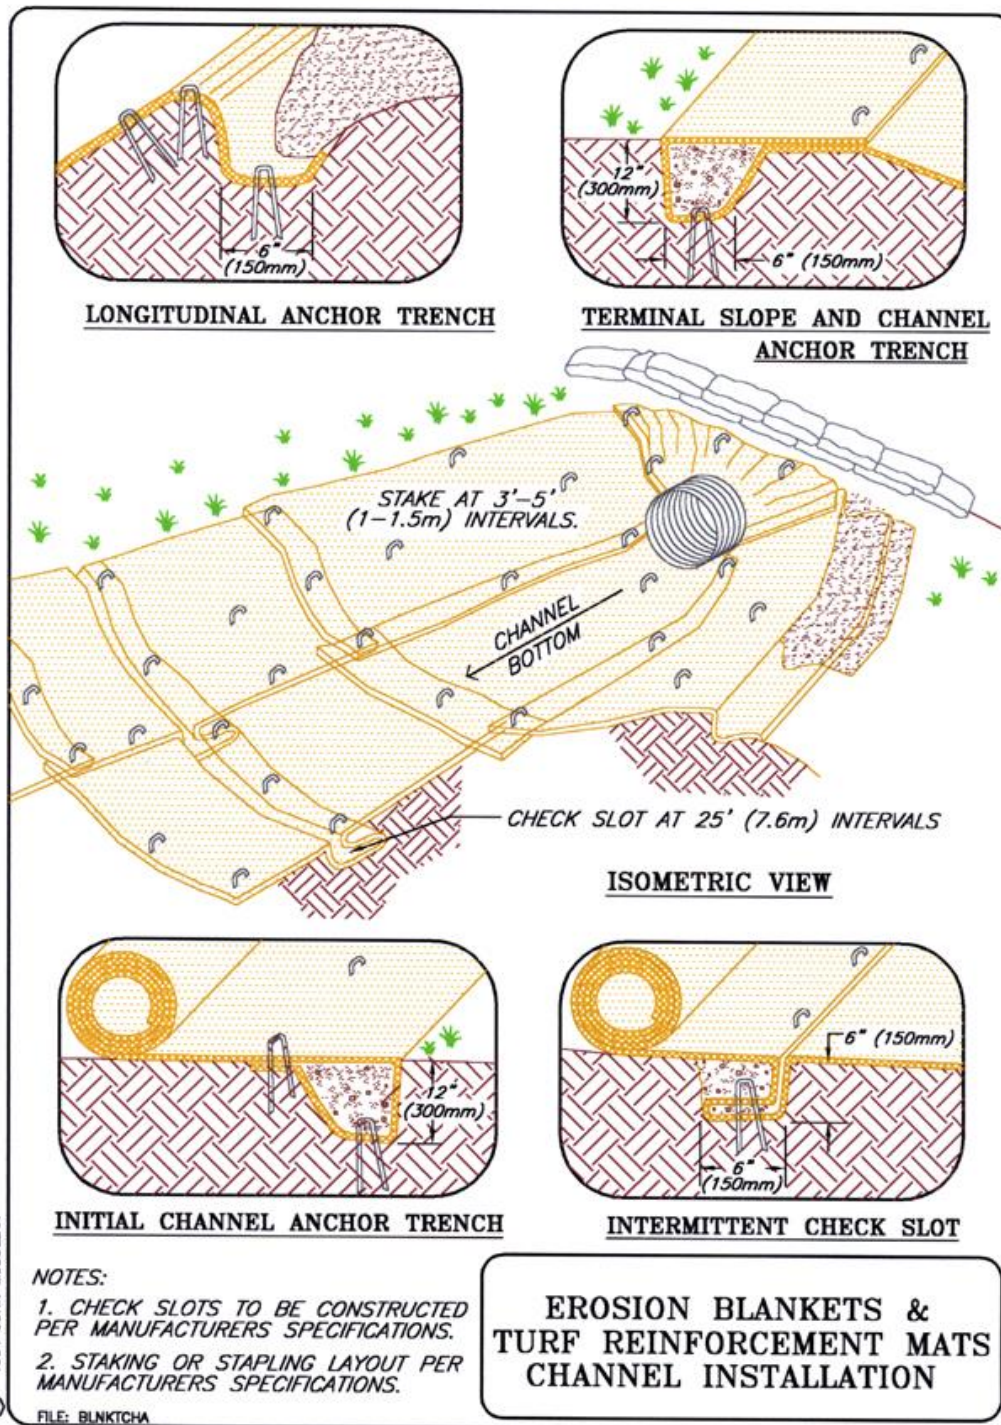 6"
(150mm)
LONGITUDINAL ANCHOR TRENCH
12"
(300mm)
6" (150mm)
TERMINAL SLOPE AND CHANNEL
ANCHOR TRENCH
STAKE AT 3'-5'
(1-1.5m) INTERVALS.
CHANNEL
BOTTOM
CHECK SLOT AT 25' (7.6m) INTERVALS
ISOMETRIC VIEW
12"
(300mm)
INITIAL CHANNEL ANCHOR TRENCH
6" (150mm)
6"
(150mm)
INTERMITTENT CHECK SLOT
NOTES:
1. CHECK SLOTS TO BE CONSTRUCTED
PER MANUFACTURERS SPECIFICATIONS.
2. STAKING OR STAPLING LAYOUT PER
MANUFACTURERS SPECIFICATIONS.
FILE: BLNKTCHA
EROSION BLANKETS &
TURF REINFORCEMENT MATS
CHANNEL INSTALLATION